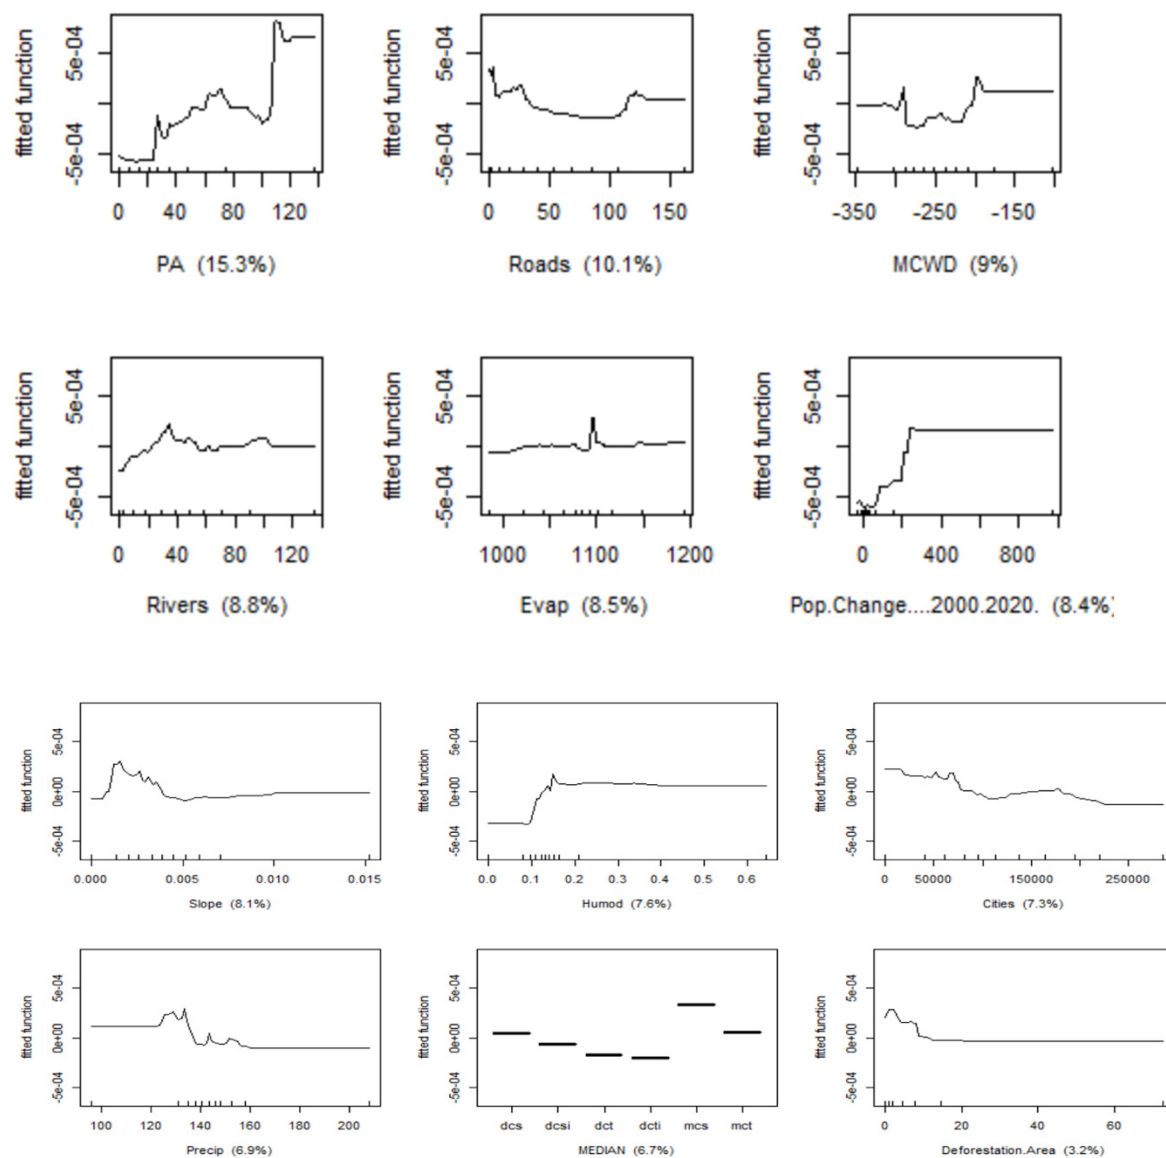 fitted function
5e-04
-5e-04
0 40 80 120
PA (15.3%)
fitted function
5e-04
-5e-04
0 50 100 150
Roads (10.1%)
fitted function
5e-04
-5e-04
-350 -250 -150
MCWD (9%)
fitted function
5e-04
-5e-04
0 40 80 120
Rivers (8.8%)
fitted function
5e-04
-5e-04
1000 1100 1200
Evap (8.5%)
fitted function
5e-04
-5e-04
0 400 800
Pop.Change....2000.2020. (8.4%)
fitted function
5e-04
0e+00
-5e-04
0.000 0.005 0.010 0.015
Slope (8.1%)
fitted function
5e-04
0e+00
-5e-04
0.0 0.1 0.2 0.3 0.4 0.5 0.6
Humod (7.6%)
fitted function
5e-04
0e+00
-5e-04
0 50000 150000 250000
Cities (7.3%)
fitted function
5e-04
0e+00
-5e-04
100 120 140 160 180 200
Precip (6.9%)
fitted function
5e-04
0e+00
-5e-04
dcs dcsi dct dcti mcs mct
MEDIAN (6.7%)
fitted function
5e-04
0e+00
-5e-04
0 20 40 60
Deforestation.Area (3.2%)